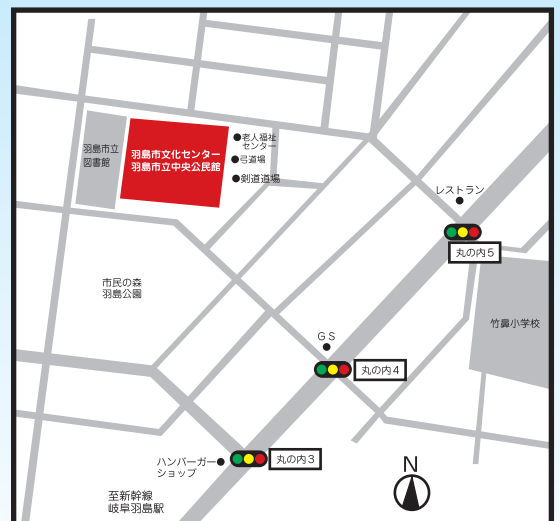 老人福祉
センター
羽島市立
図書館
羽島市文化センター
羽島市立中央公民館
弓道場
剣道道場
レストラン
丸の内5
市民の森
羽島公園
竹鼻小学校
GS
丸の内4
ハンバーガー
ショップ
丸の内3
N
至新幹線
岐阜羽島駅